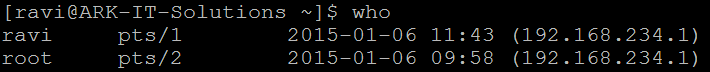 [ravi@ARK-IT-Solutions ~]$ who
ravi     pts/1        2015-01-06 11:43 (192.168.234.1)
root     pts/2        2015-01-06 09:58 (192.168.234.1)